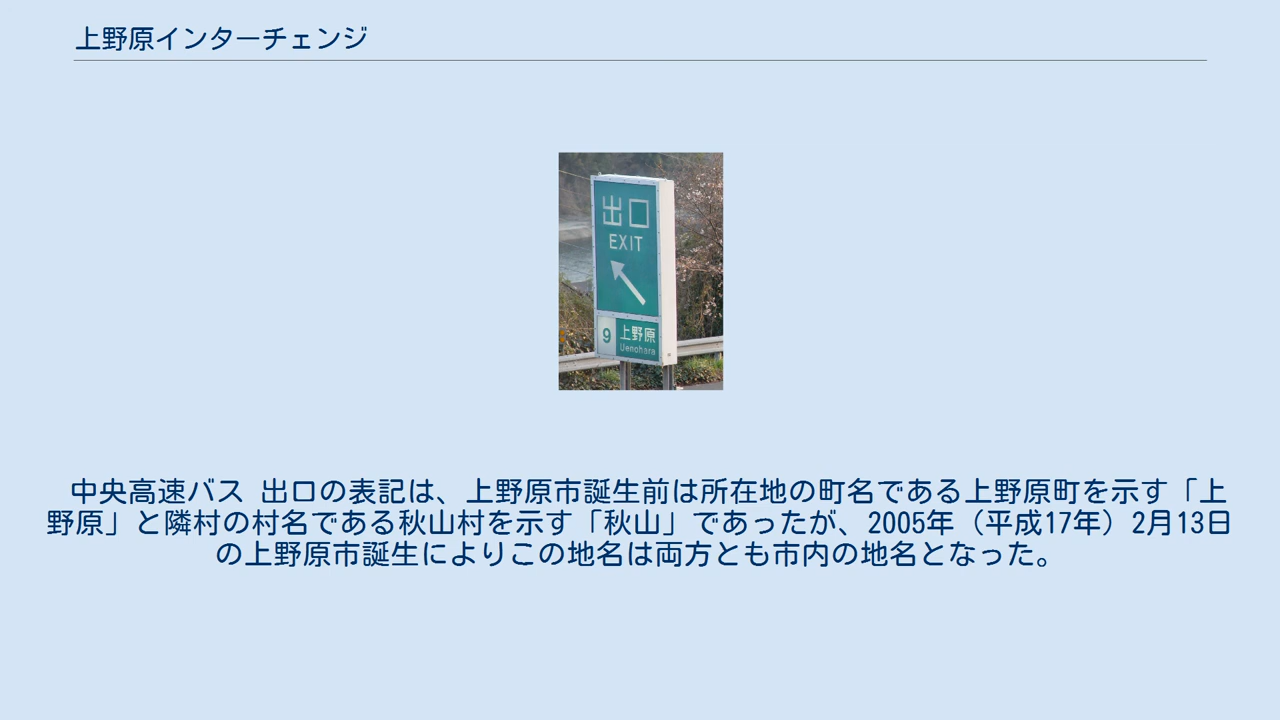 上野原インターチェンジ
出口
EXIT
9 上野原
Uenohara
中央高速バス 出口の表記は、上野原市誕生前は所在地の町名である上野原町を示す「上
野原」と隣村の村名である秋山村を示す「秋山」であったが、2005年（平成17年）2月13日
の上野原市誕生によりこの地名は両方とも市内の地名となった。